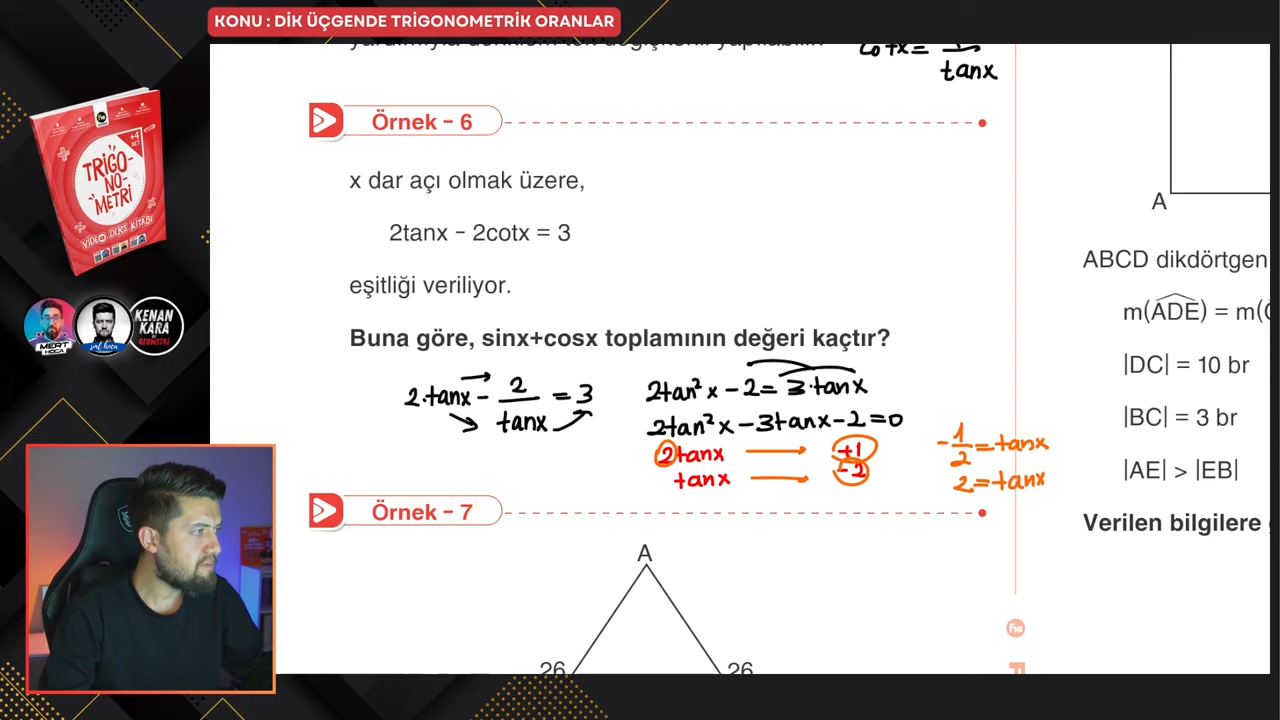 KONU : DİK ÜÇGENDE TRİGONOMETRİK ORANLAR
cotx=
tanx
Örnek - 6
x dar açı olmak üzere,
2tanx − 2cotx = 3
eşitliği veriliyor.
Buna göre, sinx+cosx toplamının değeri kaçtır?
2·tanx − 2/tanx = 3
2tan²x − 2 = 3·tanx
2tan²x − 3tanx − 2 = 0
2tanx → +1
tanx → −2
−1/2 = tanx
2 = tanx
Örnek - 7
A
26
26
A
ABCD dikdörtgen
m(ADE) = m(
|DC| = 10 br
|BC| = 3 br
|AE| > |EB|
Verilen bilgilere
+4 NET
TRİGO-
NO-
METRİ
VİDEO DERS KİTABI
MERT
HOCA
KENAN
KARA
GEOMETRİ